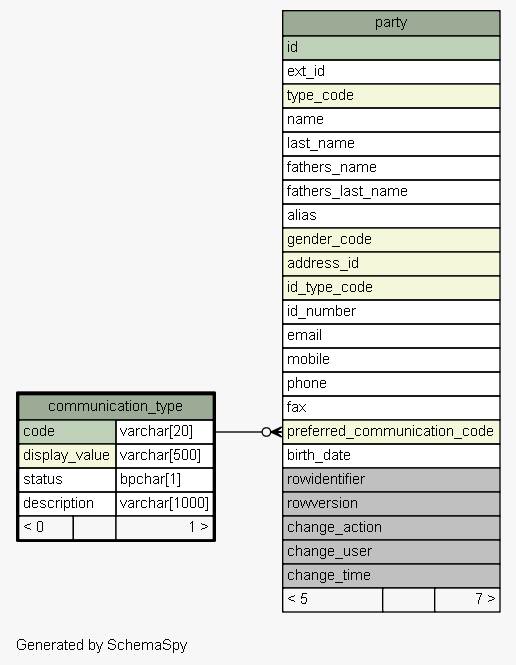 party
id
ext_id
type_code
name
last_name
fathers_name
fathers_last_name
alias
gender_code
address_id
id_type_code
id_number
email
mobile
phone
fax
preferred_communication_code
birth_date
rowidentifier
rowversion
change_action
change_user
change_time
< 5 7 >
communication_type
code varchar[20]
display_value varchar[500]
status bpchar[1]
description varchar[1000]
< 0 1 >
Generated by SchemaSpy